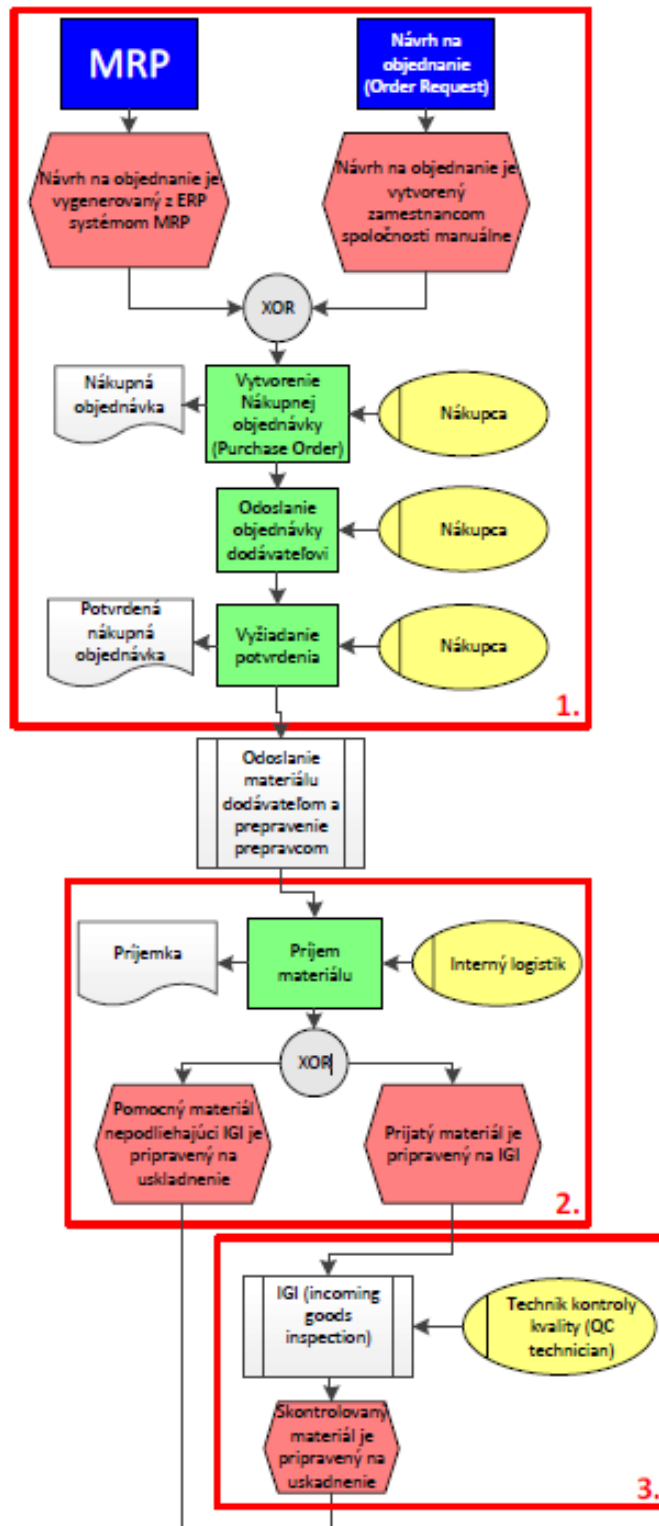 MRP
Návrh na
objednanie
(Order Request)
Návrh na objednanie je
vygenerovaný z ERP
systémom MRP
Návrh na objednanie je
vytvorený
zamestnancom
spoločnosti manuálne
XOR
Nákupná
objednávka
Vytvorenie
Nákupnej
objednávky
(Purchase Order)
Nákupca
Odoslanie
objednávky
dodávateľovi
Nákupca
Potvrdená
nákupná
objednávka
Vyžiadanie
potvrdenia
Nákupca
1.
Odoslanie
materiálu
dodávateľom a
prepravenie
prepravcom
Príjemka
Príjem
materiálu
Interný logistik
XOR
Pomocný materiál
nepodliehajúci IGI je
pripravený na
uskladnenie
Prijatý materiál je
pripravený na IGI
2.
IGI (incoming
goods
inspection)
Technik kontroly
kvality (QC
technician)
Skontrolovaný
materiál je
pripravený na
uskadnenie
3.